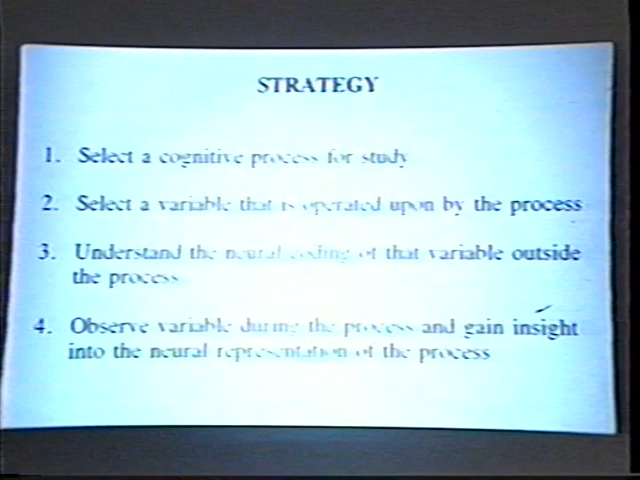 STRATEGY
1. Select a cognitive process for study
2. Select a variable that is operated upon by the process
3. Understand the neural coding of that variable outside
the process
4. Observe variable during the process and gain insight
into the neural representation of the process